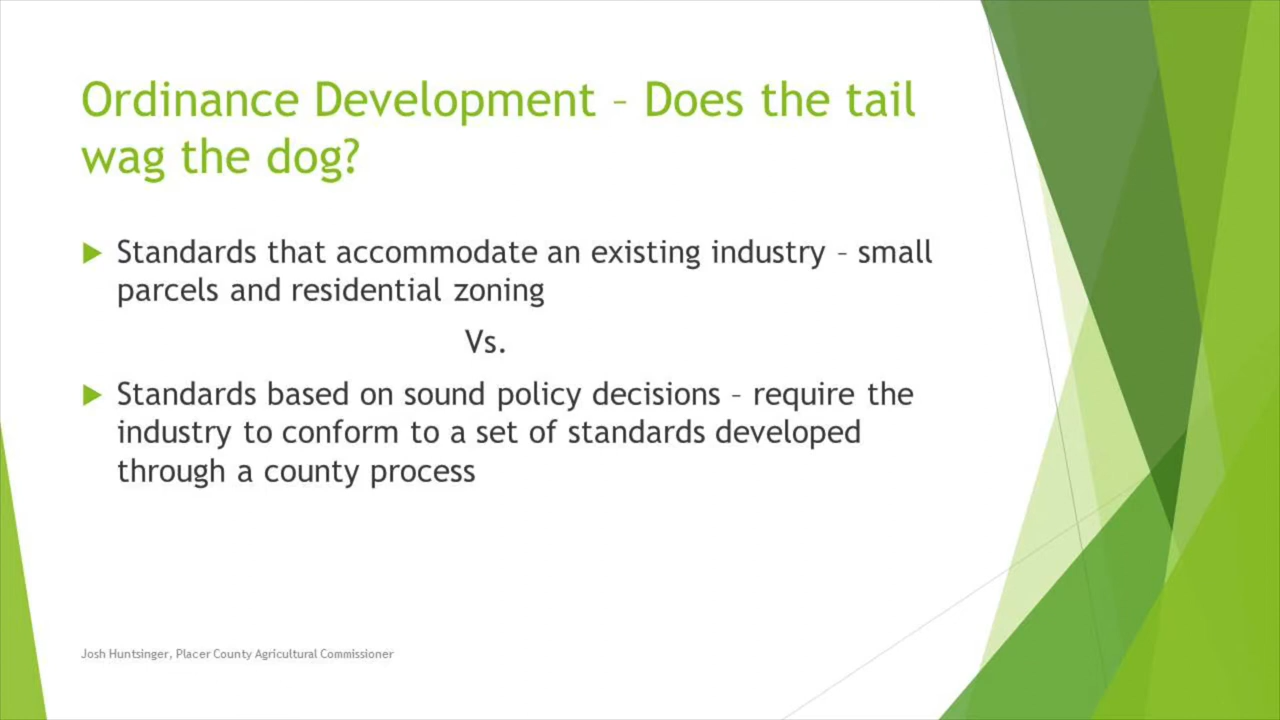 Ordinance Development – Does the tail
wag the dog?
Standards that accommodate an existing industry – small
parcels and residential zoning
Vs.
Standards based on sound policy decisions – require the
industry to conform to a set of standards developed
through a county process
Josh Huntsinger, Placer County Agricultural Commissioner